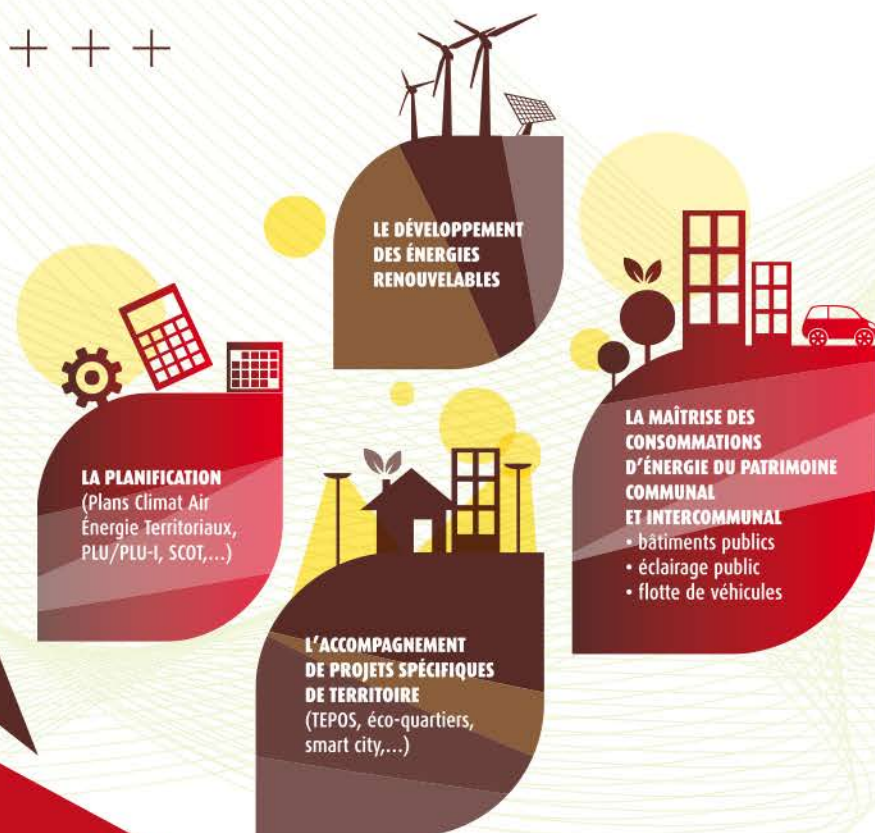 LE DÉVELOPPEMENT
DES ÉNERGIES
RENOUVELABLES
LA PLANIFICATION
(Plans Climat Air
Énergie Territoriaux,
PLU/PLU-I, SCOT,...)
LA MAÎTRISE DES
CONSOMMATIONS
D'ÉNERGIE DU PATRIMOINE
COMMUNAL
ET INTERCOMMUNAL
• bâtiments publics
• éclairage public
• flotte de véhicules
L'ACCOMPAGNEMENT
DE PROJETS SPÉCIFIQUES
DE TERRITOIRE
(TEPOS, éco-quartiers,
smart city,...)